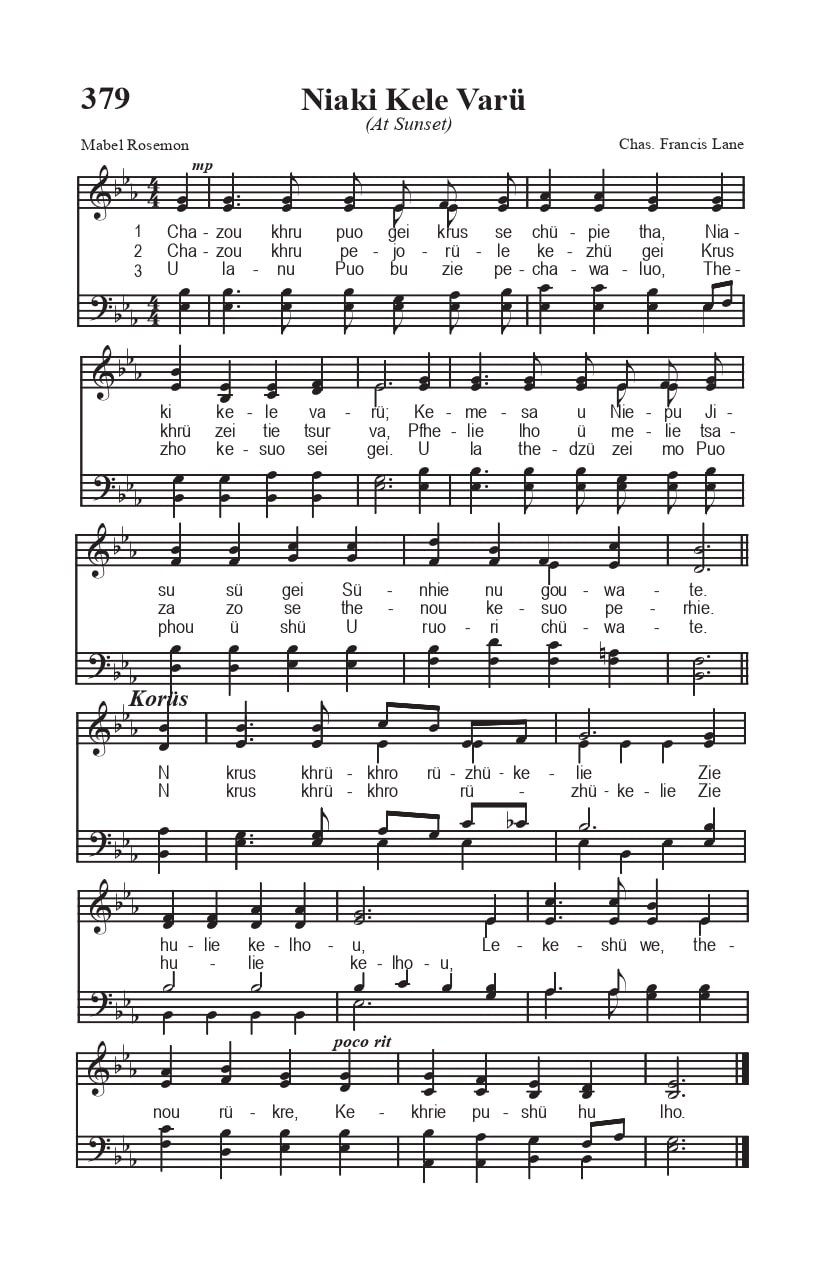 379
Niaki Kele Varü
(At Sunset)
Mabel Rosemon
Chas. Francis Lane
mp
1 Cha - zou khru puo gei krus se chü - pie tha, Nia -
2 Cha - zou khru pe - jo - rü - le ke - zhü gei Krus
3 U la - nu Puo bu zie pe - cha - wa - luo, The -
ki ke - le va - rü; Ke - me - sa u Nie - pu Ji -
khrü zei tie tsur va, Pfhe - lie lho ü me - lie tsa -
zho ke - suo sei gei. U la the - dzü zei mo Puo
su sü gei Sü - nhie nu gou - wa - te.
za zo se the - nou ke - suo pe - rhie.
phou ü shü U ruo - ri chü - wa - te.
Korüs
N krus khrü - khro rü - zhü - ke - lie Zie
N krus khrü - khro rü - zhü - ke - lie Zie
hu - lie ke - lho - u, Le - ke - shü we, the -
hu - lie ke - lho - u,
poco rit
nou rü - kre, Ke - khrie pu - shü hu lho.